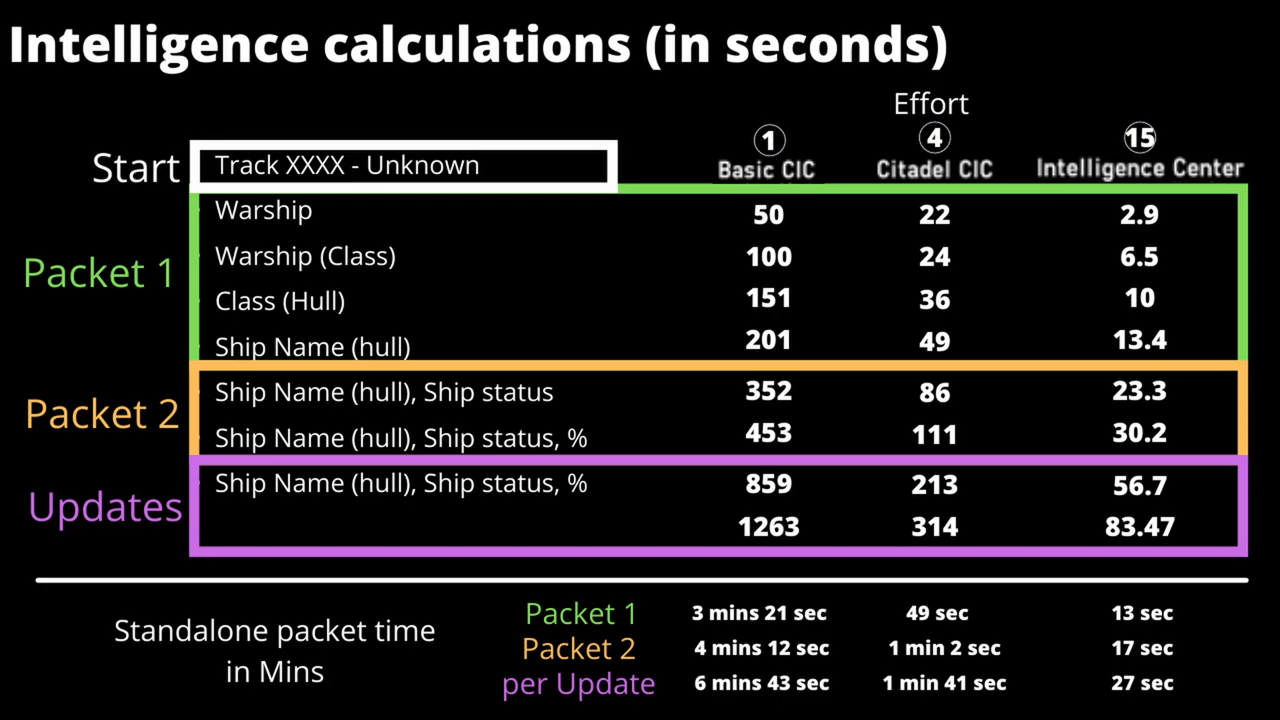 Intelligence calculations (in seconds)
Effort
1 4 15
Start Track XXXX - Unknown Basic CIC Citadel CIC Intelligence Center
Packet 1
Warship 50 22 2.9
Warship (Class) 100 24 6.5
Class (Hull) 151 36 10
Ship Name (hull) 201 49 13.4
Packet 2
Ship Name (hull), Ship status 352 86 23.3
Ship Name (hull), Ship status, % 453 111 30.2
Updates
Ship Name (hull), Ship status, % 859 213 56.7
1263 314 83.47
Standalone packet time
in Mins
Packet 1 3 mins 21 sec 49 sec 13 sec
Packet 2 4 mins 12 sec 1 min 2 sec 17 sec
per Update 6 mins 43 sec 1 min 41 sec 27 sec